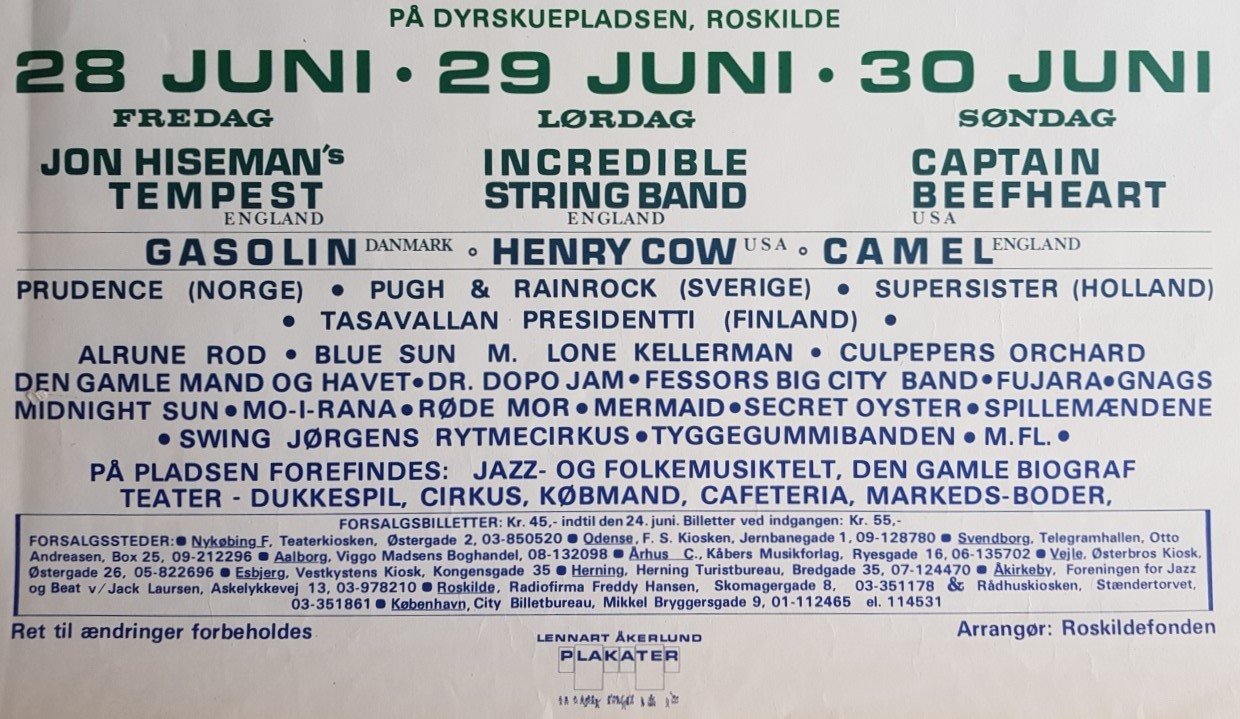 PÅ DYRSKUEPLADSEN, ROSKILDE
28 JUNI • 29 JUNI • 30 JUNI
FREDAG LØRDAG SØNDAG
JON HISEMAN's INCREDIBLE CAPTAIN
TEMPEST STRING BAND BEEFHEART
ENGLAND ENGLAND USA
GASOLIN DANMARK ∘ HENRY COW USA ∘ CAMEL ENGLAND
PRUDENCE (NORGE) • PUGH & RAINROCK (SVERIGE) • SUPERSISTER (HOLLAND)
• TASAVALLAN PRESIDENTTI (FINLAND) •
ALRUNE ROD • BLUE SUN M. LONE KELLERMAN • CULPEPERS ORCHARD
DEN GAMLE MAND OG HAVET • DR. DOPO JAM • FESSORS BIG CITY BAND • FUJARA • GNAGS
MIDNIGHT SUN • MO-I-RANA • RØDE MOR • MERMAID • SECRET OYSTER • SPILLEMÆNDENE
• SWING JØRGENS RYTMECIRKUS • TYGGEGUMMIBANDEN • M.FL. •
PÅ PLADSEN FOREFINDES: JAZZ- OG FOLKEMUSIKTELT, DEN GAMLE BIOGRAF
TEATER - DUKKESPIL, CIRKUS, KØBMAND, CAFETERIA, MARKEDS-BODER,
FORSALGSBILLETTER: Kr. 45,- indtil den 24. juni. Billetter ved indgangen: Kr. 55,-
FORSALGSSTEDER: • Nykøbing F, Teaterkiosken, Østergade 2, 03-850520 • Odense, F. S. Kiosken, Jernbanegade 1, 09-128780 • Svendborg, Telegramhallen, Otto
Andreasen, Box 25, 09-212296 • Aalborg, Viggo Madsens Boghandel, 08-132098 • Århus C., Kåbers Musikforlag, Ryesgade 16, 06-135702 • Vejle, Østerbros Kiosk,
Østergade 26, 05-822696 • Esbjerg, Vestkystens Kiosk, Kongensgade 35 • Herning, Herning Turistbureau, Bredgade 35, 07-124470 • Åkirkeby, Foreningen for Jazz
og Beat v/Jack Laursen, Askelykkevej 13, 03-978210 • Roskilde, Radiofirma Freddy Hansen, Skomagergade 8, 03-351178 & Rådhuskiosken, Stændertorvet,
03-351861 • København, City Billetbureau, Mikkel Bryggersgade 9, 01-112465 el. 114531
Ret til ændringer forbeholdes Arrangør: Roskildefonden
LENNART ÅKERLUND
PLAKATER